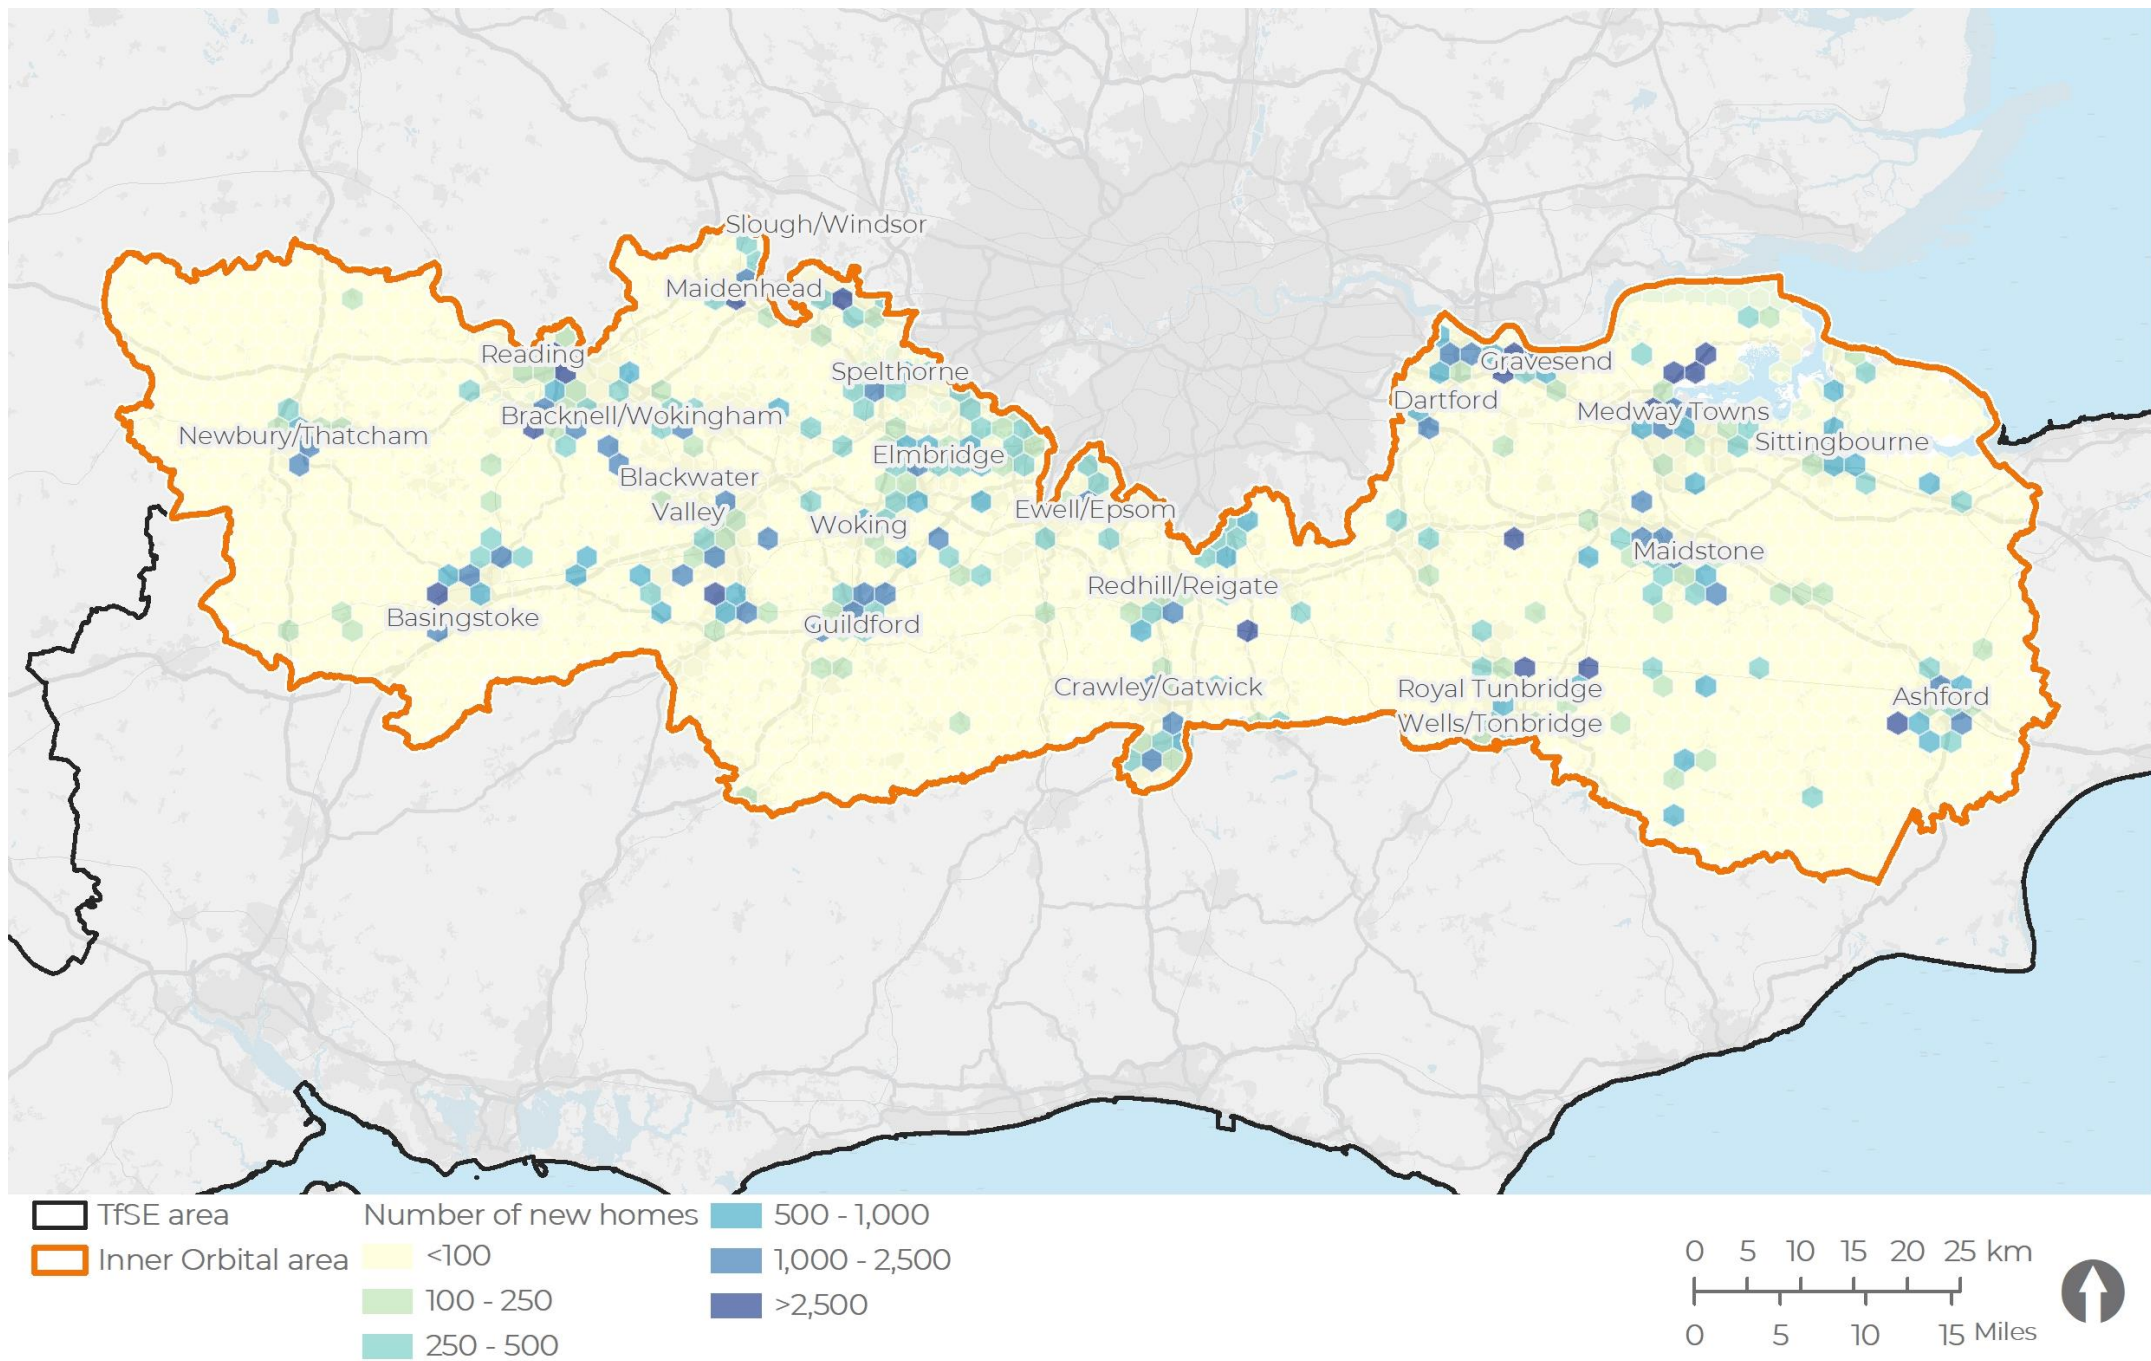 Slough/Windsor
Maidenhead
Reading
Spelthorne
Gravesend
Dartford
Bracknell/Wokingham
Medway Towns
Newbury/Thatcham
Sittingbourne
Elmbridge
Blackwater
Valley
Ewell/Epsom
Woking
Maidstone
Redhill/Reigate
Basingstoke
Guildford
Crawley/Gatwick
Royal Tunbridge
Wells/Tonbridge
Ashford
TfSE area
Inner Orbital area
Number of new homes
<100
100 - 250
250 - 500
500 - 1,000
1,000 - 2,500
>2,500
0 5 10 15 20 25 km
0 5 10 15 Miles